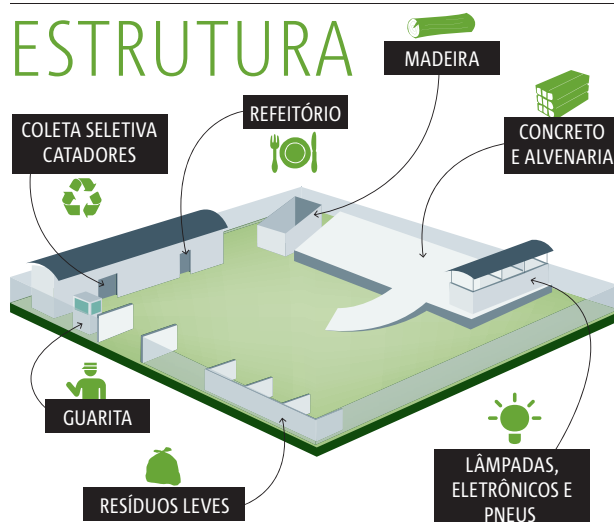 ESTRUTURA
MADEIRA
REFEITÓRIO
COLETA SELETIVA
CATADORES
CONCRETO
E ALVENARIA
GUARITA
RESÍDUOS LEVES
LÂMPADAS,
ELETRÔNICOS E
PNEUS